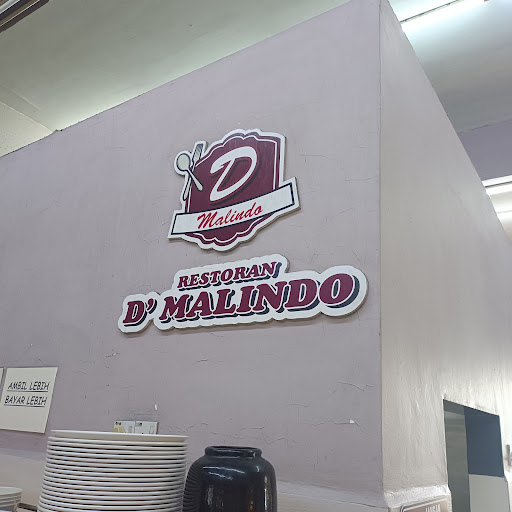 D
Malindo
RESTORAN
D' MALINDO
AMBIL LEBIH
BAYAR LEBIH